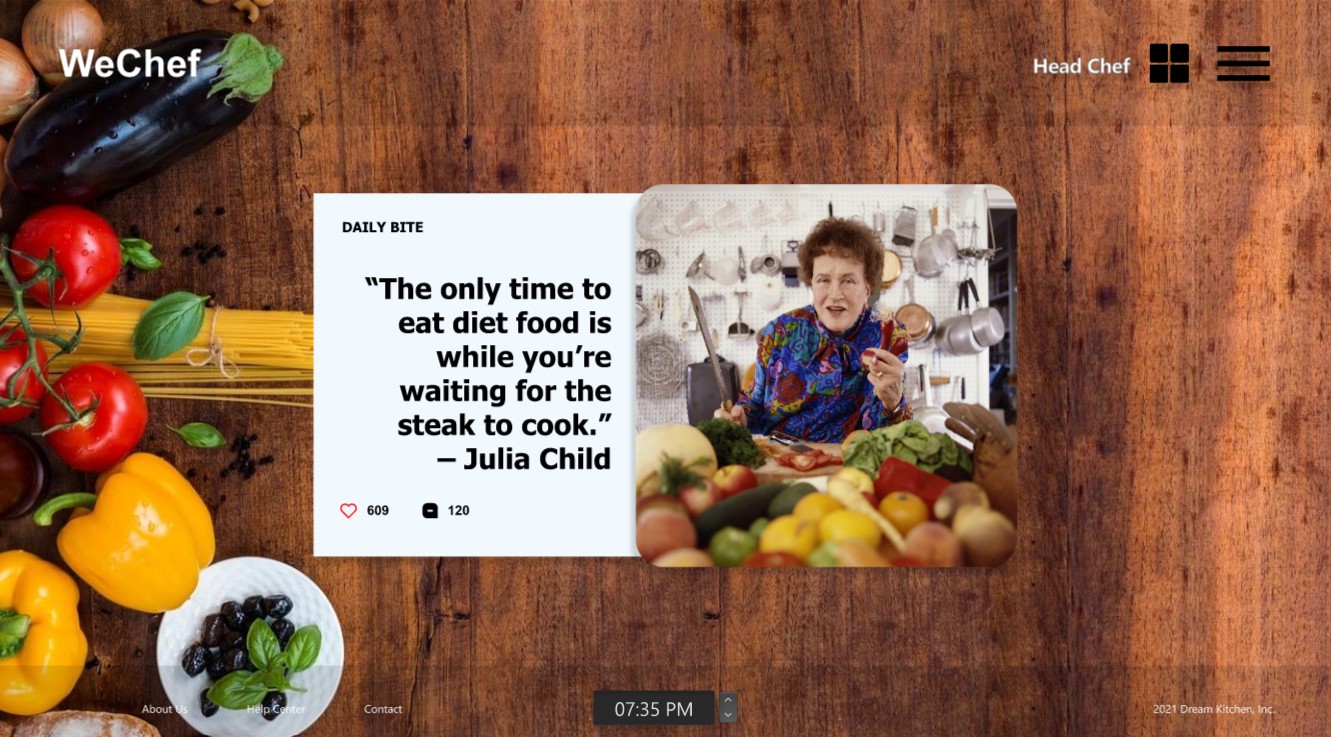 WeChef
Head Chef
DAILY BITE
“The only time to
eat diet food is
while you’re
waiting for the
steak to cook.”
— Julia Child
609
120
About Us
Help Center
Contact
07:35 PM
2021 Dream Kitchen, Inc.